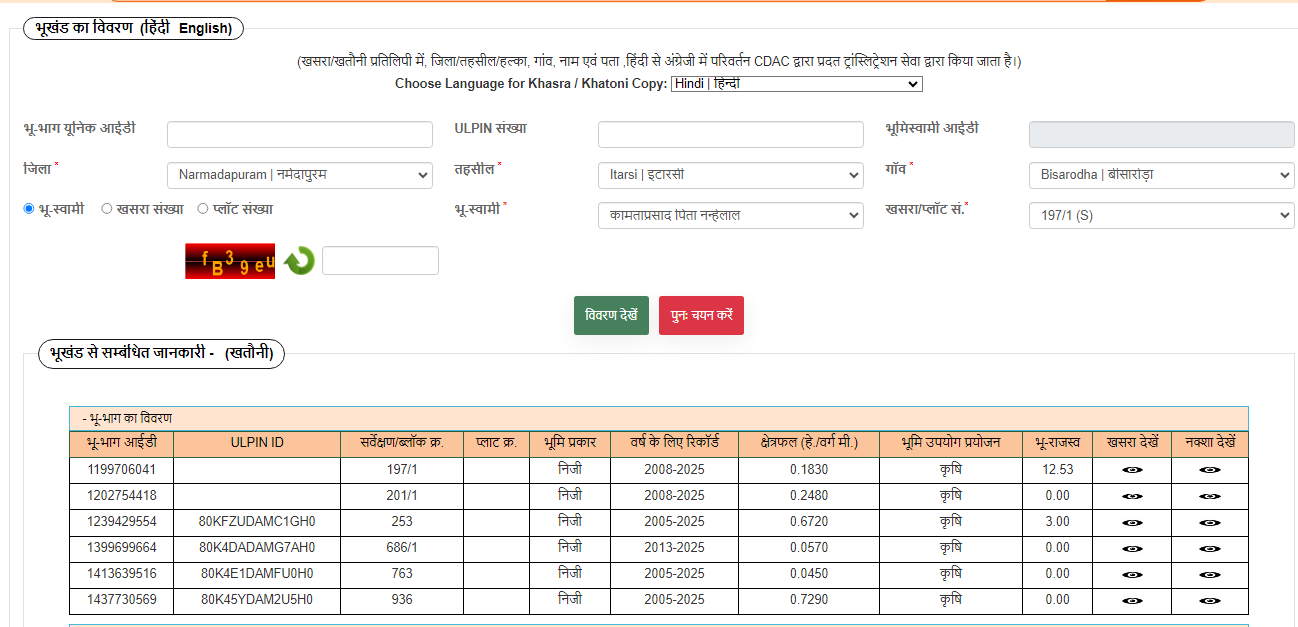 भूखंड का विवरण (हिंदी English)
(खसरा/खतौनी प्रतिलिपी में, जिला/तहसील/हल्का, गांव, नाम एवं पता ,हिंदी से अंग्रेजी में परिवर्तन CDAC द्वारा प्रदत ट्रांस्लिट्रेशन सेवा द्वारा किया जाता है।)
Choose Language for Khasra / Khatoni Copy: Hindi | हिन्दी
भू-भाग यूनिक आईडी ULPIN संख्या भूमिस्वामी आईडी
जिला * Narmadapuram | नर्मदापुरम तहसील * Itarsi | इटारसी गाँव * Bisarodha | बीसारोड़ा
भू-स्वामी खसरा संख्या प्लॉट संख्या भू-स्वामी * कामताप्रसाद पिता नन्हेलाल खसरा/प्लॉट सं.* 197/1 (S)
f B 3 9 e u
विवरण देखें पुनः चयन करें
भूखंड से सम्बंधित जानकारी - (खतौनी)
- भू-भाग का विवरण
भू-भाग आईडी ULPIN ID सर्वेक्षण/ब्लॉक क्र. प्लाट क्र. भूमि प्रकार वर्ष के लिए रिकॉर्ड क्षेत्रफल (हे./वर्ग मी.) भूमि उपयोग प्रयोजन भू-राजस्व खसरा देखें नक्शा देखें
1199706041 197/1 निजी 2008-2025 0.1830 कृषि 12.53
1202754418 201/1 निजी 2008-2025 0.2480 कृषि 0.00
1239429554 80KFZUDAMC1GH0 253 निजी 2005-2025 0.6720 कृषि 3.00
1399699664 80K4DADAMG7AH0 686/1 निजी 2013-2025 0.0570 कृषि 0.00
1413639516 80K4E1DAMFU0H0 763 निजी 2005-2025 0.0450 कृषि 0.00
1437730569 80K45YDAM2U5H0 936 निजी 2005-2025 0.7290 कृषि 0.00